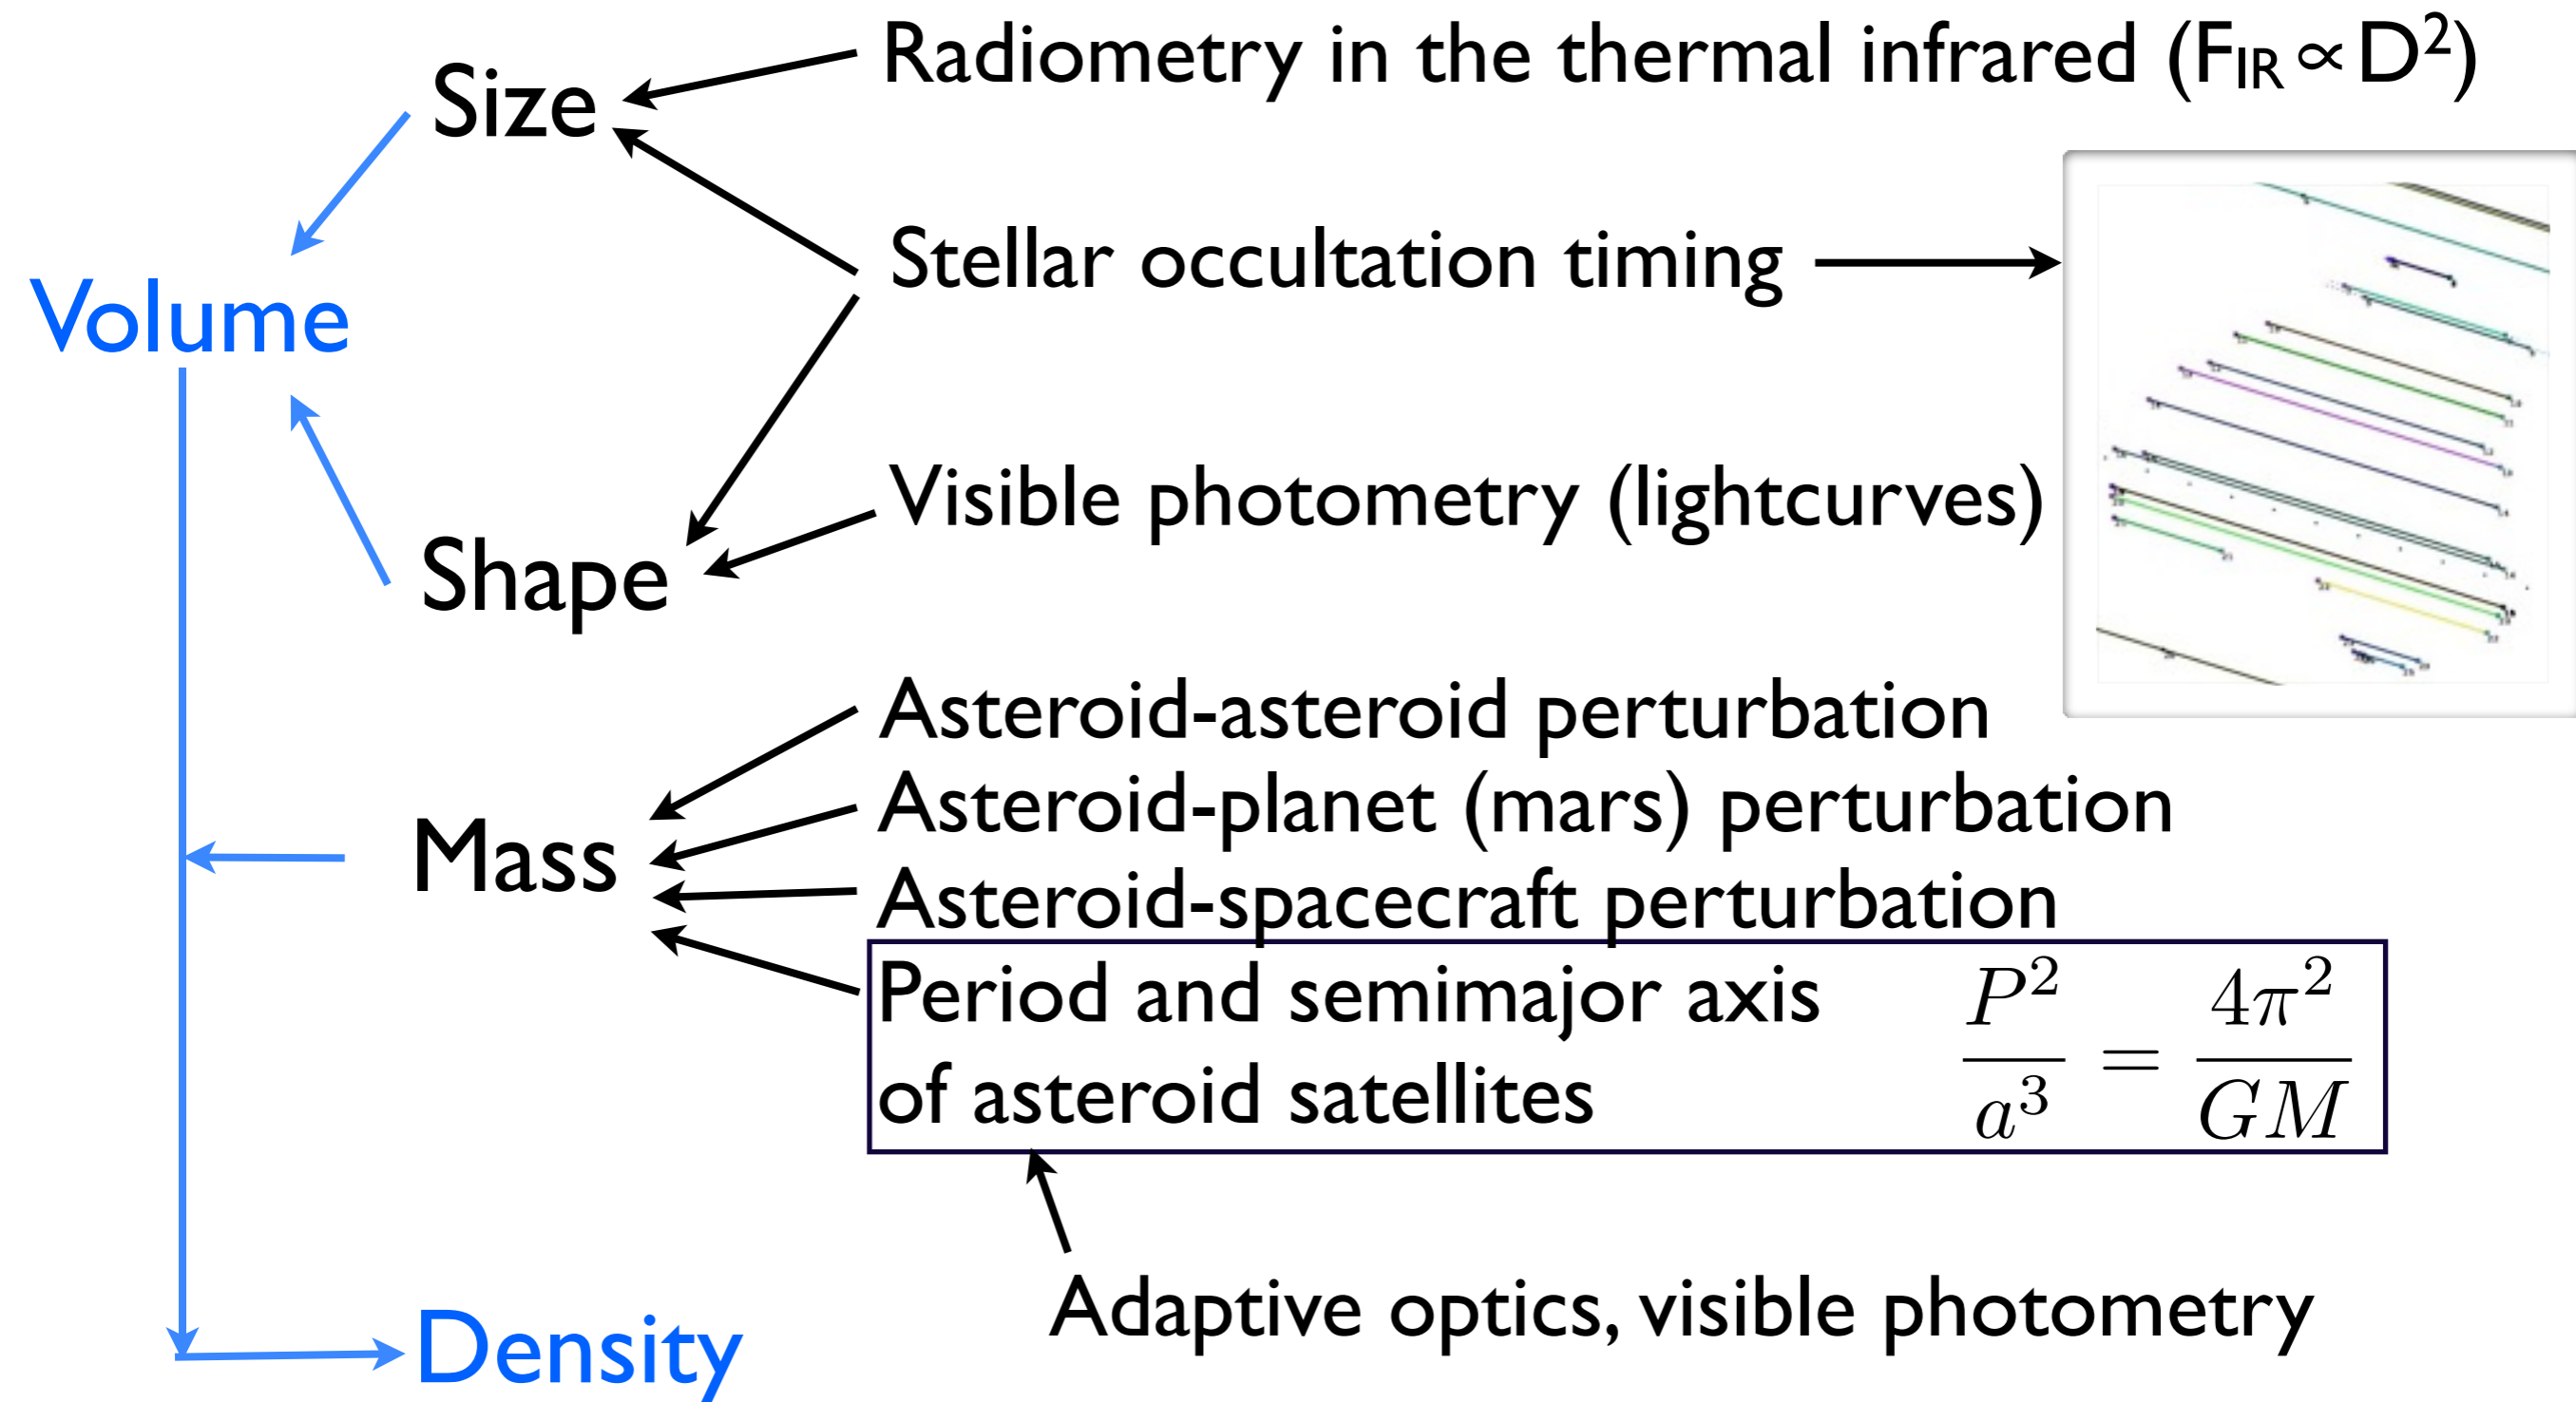 Radiometry in the thermal infrared (F_IR ∝ D²)
Size
Stellar occultation timing
Volume
Visible photometry (lightcurves)
Shape
Asteroid-asteroid perturbation
Asteroid-planet (mars) perturbation
Mass
Asteroid-spacecraft perturbation
Period and semimajor axis
of asteroid satellites
P²/a³ = 4π²/GM
Adaptive optics, visible photometry
Density